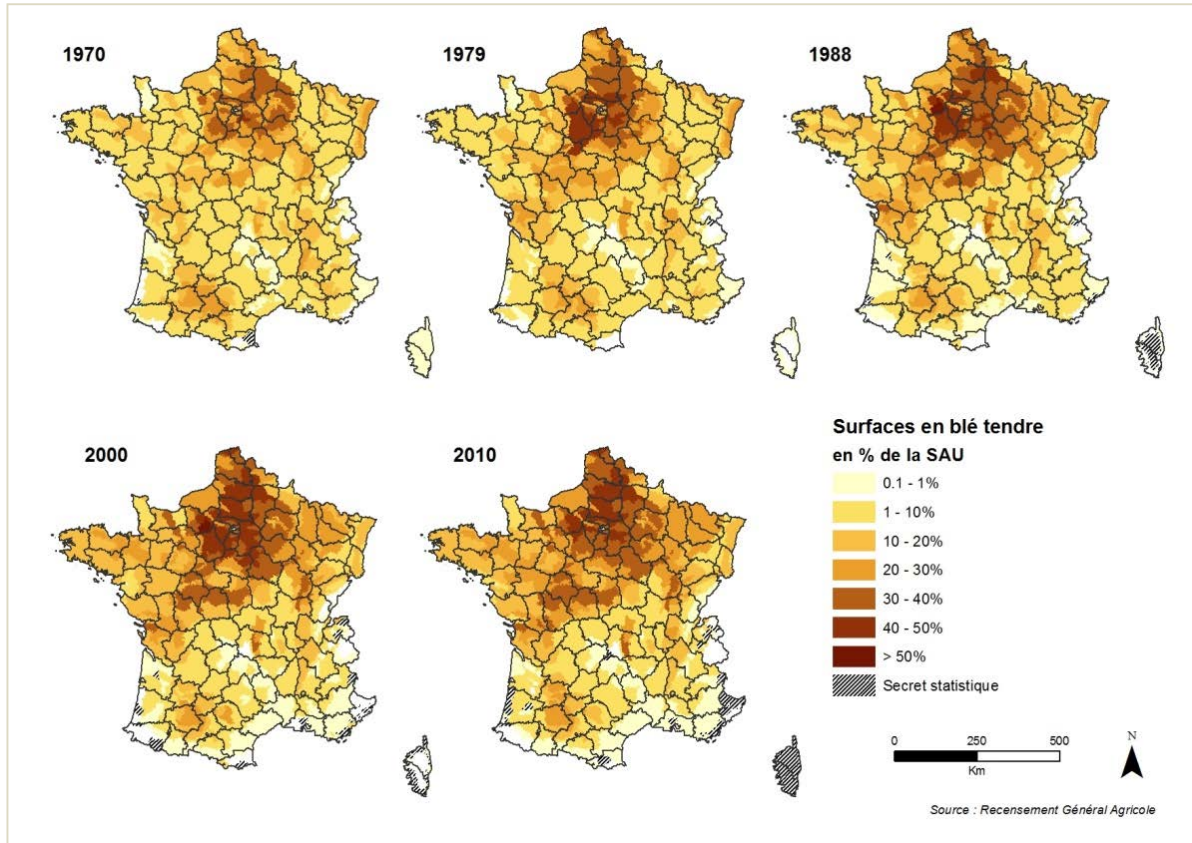 1970
1979
1988
2000
2010
Surfaces en blé tendre
en % de la SAU
0.1 - 1%
1 - 10%
10 - 20%
20 - 30%
30 - 40%
40 - 50%
> 50%
Secret statistique
0 250 500
Km
N
Source : Recensement Général Agricole